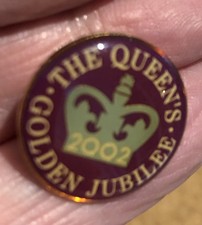 · THE QUEEN'S ·
GOLDEN JUBILEE
2002